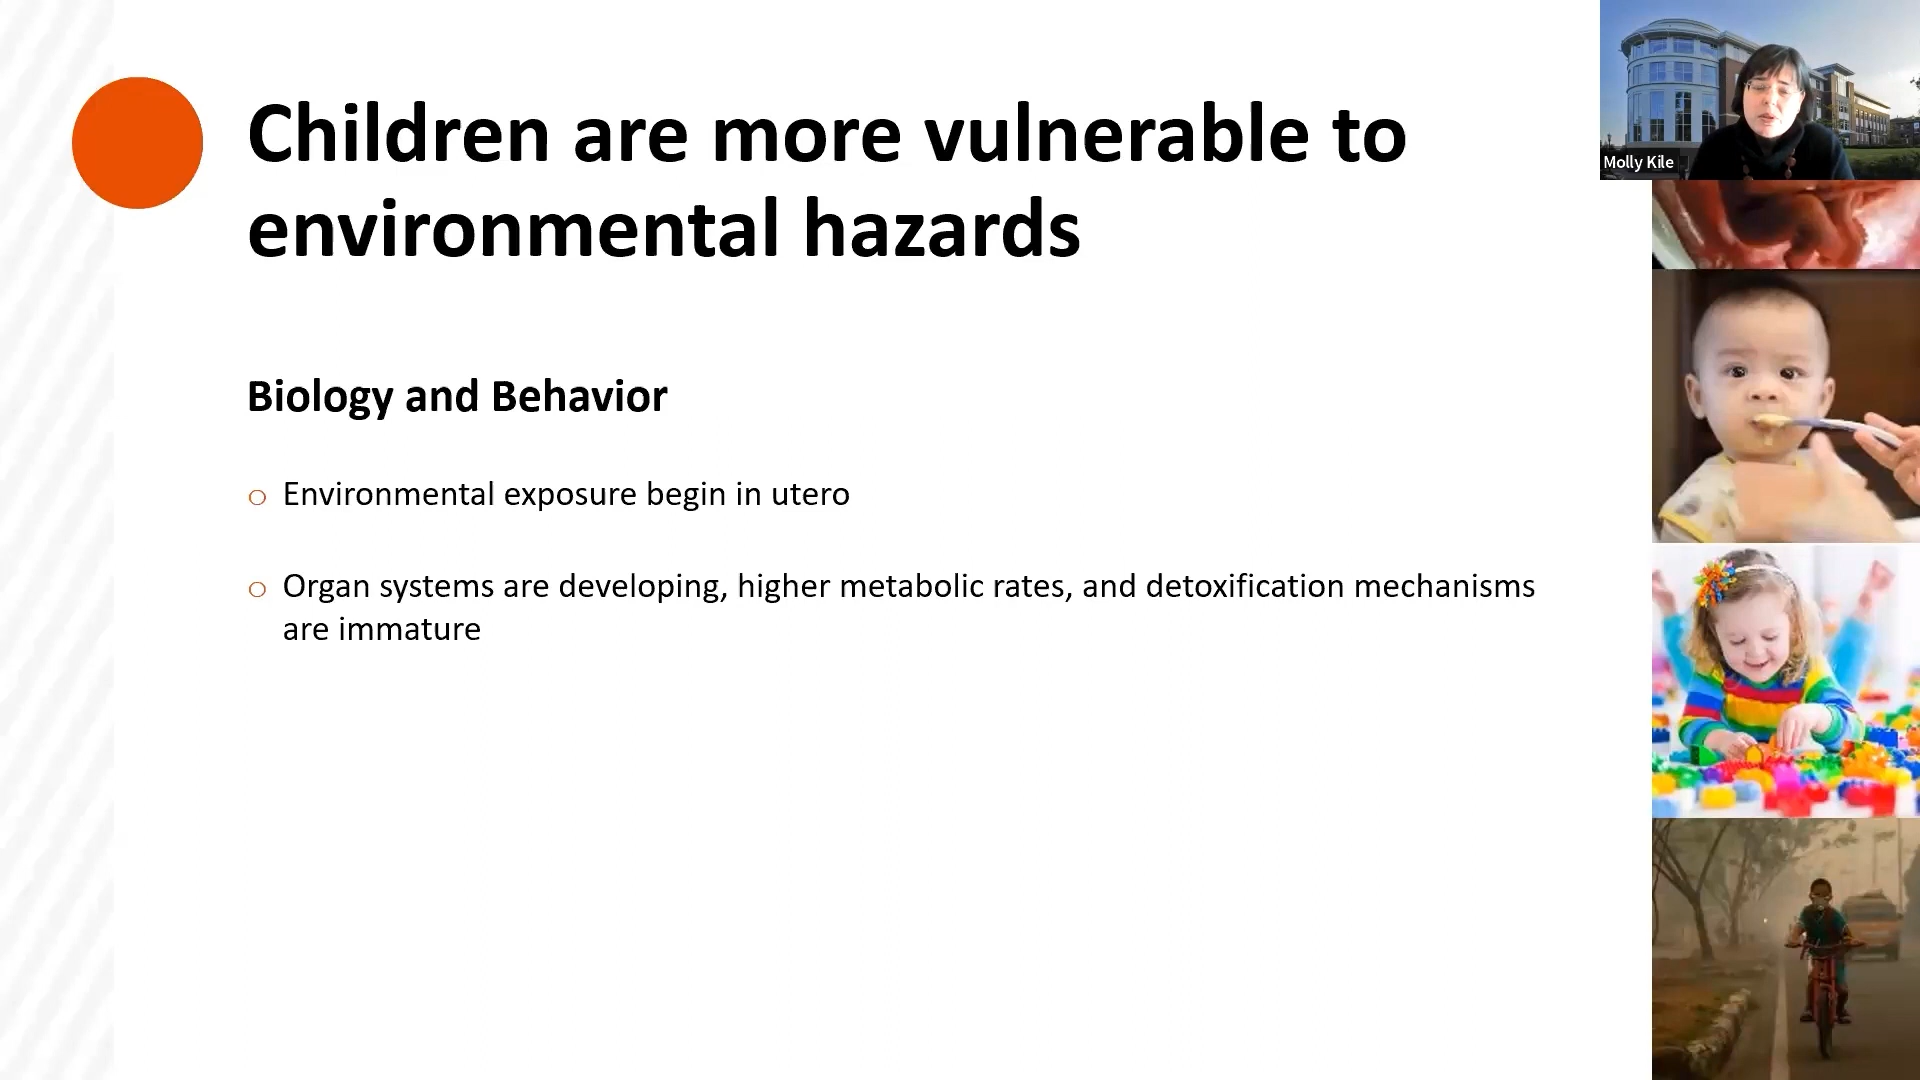 Children are more vulnerable to
environmental hazards
Molly Kile
Biology and Behavior
Environmental exposure begin in utero
Organ systems are developing, higher metabolic rates, and detoxification mechanisms
are immature